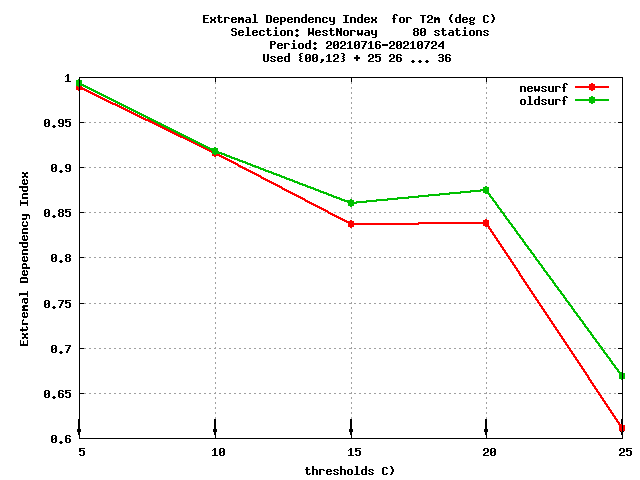 Extremal Dependency Index  for T2m (deg C)
Selection: WestNorway     80 stations
Period: 20210716-20210724
Used {00,12} + 25 26 ... 36
newsurf
oldsurf
1
0.95
0.9
0.85
0.8
0.75
0.7
0.65
0.6
Extremal Dependency Index
5 10 15 20 25
thresholds C)